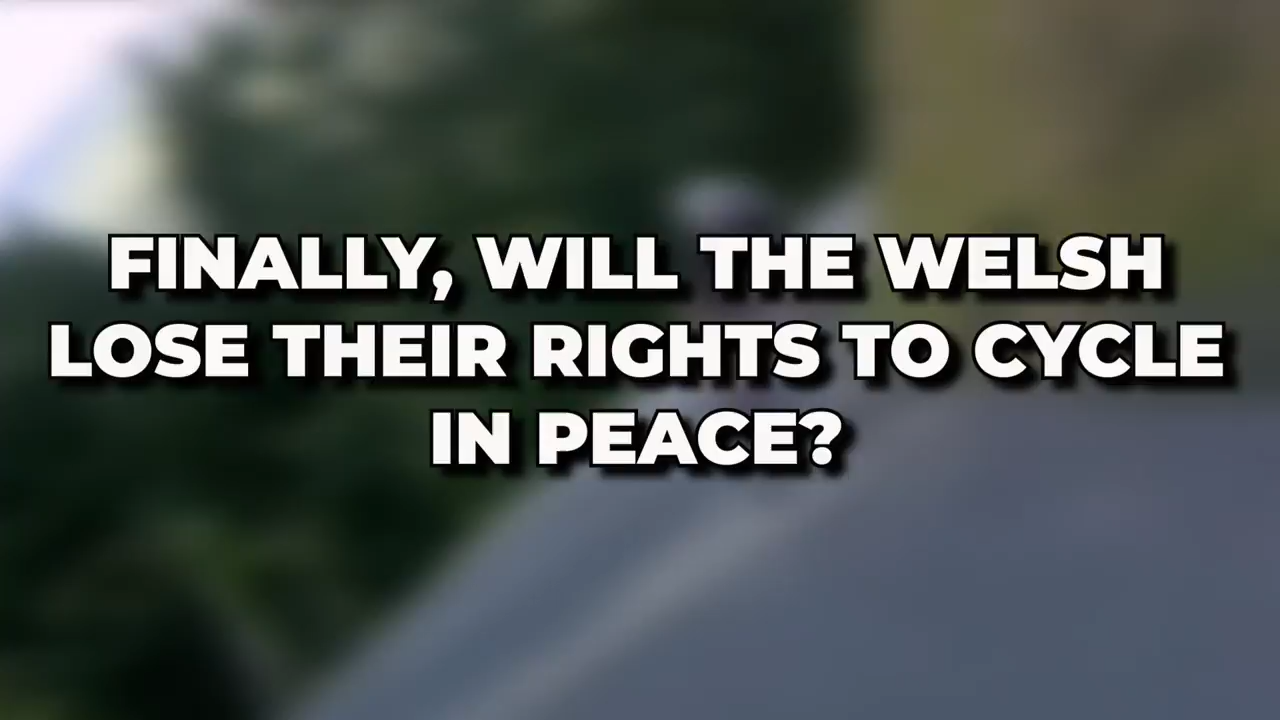 FINALLY, WILL THE WELSH
LOSE THEIR RIGHTS TO CYCLE
IN PEACE?